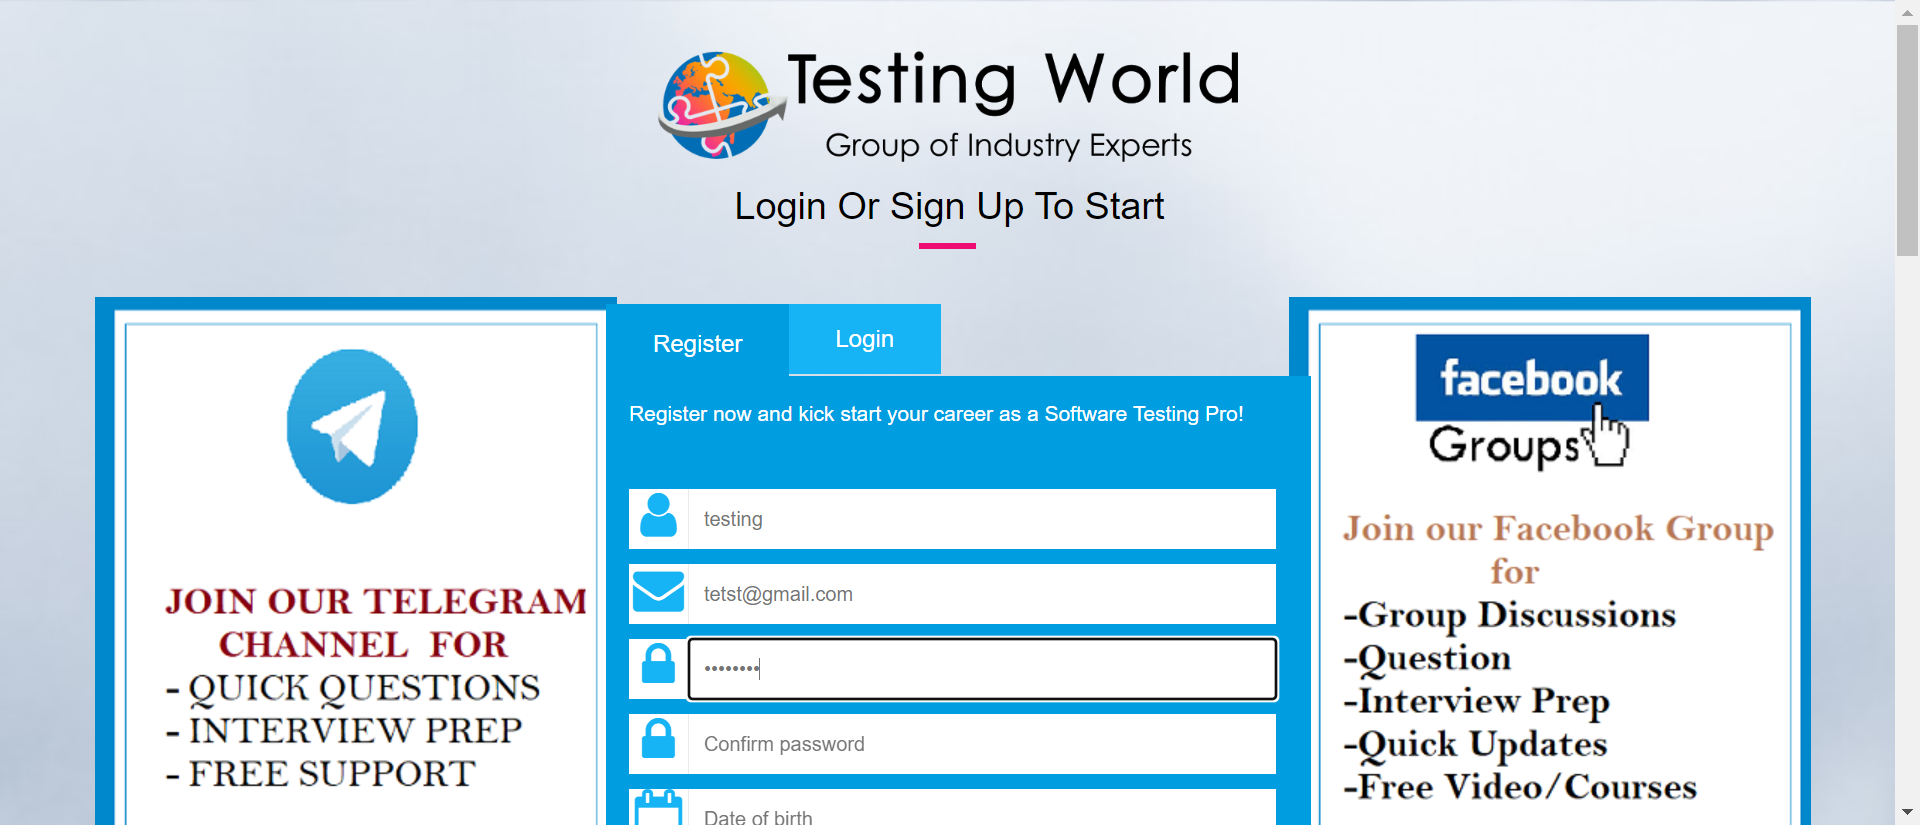 Testing World
Group of Industry Experts
Login Or Sign Up To Start
JOIN OUR TELEGRAM
CHANNEL FOR
- QUICK QUESTIONS
- INTERVIEW PREP
- FREE SUPPORT
Register
Login
Register now and kick start your career as a Software Testing Pro!
testing
tetst@gmail.com
••••••••
Confirm password
Date of birth
facebook
Groups
Join our Facebook Group
for
-Group Discussions
-Question
-Interview Prep
-Quick Updates
-Free Video/Courses